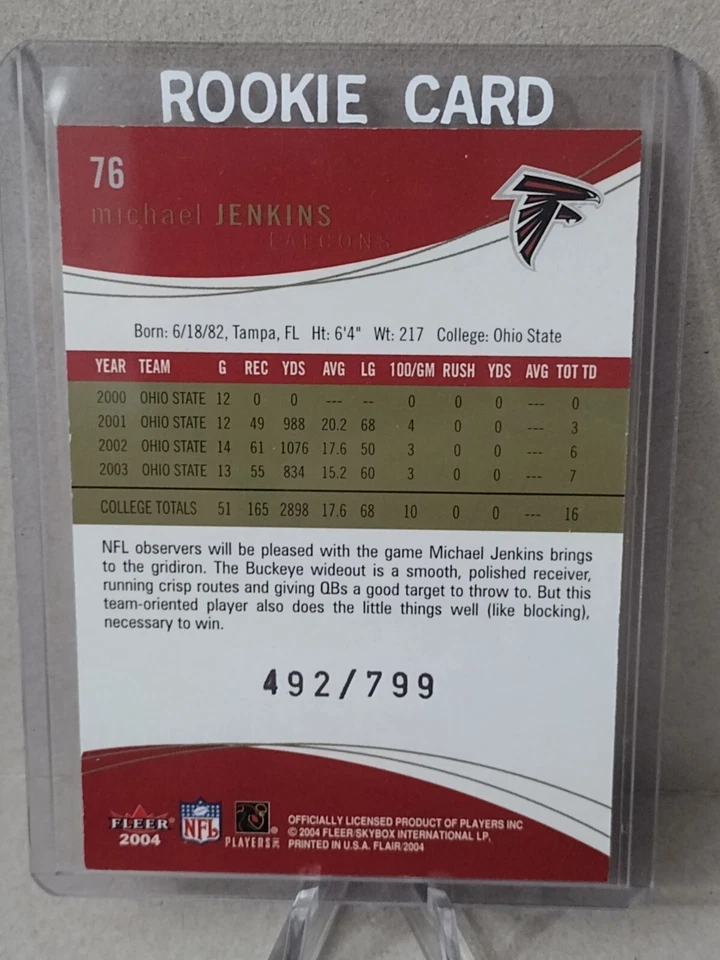 ROOKIE CARD
76
michael JENKINS
FALCONS
Born: 6/18/82, Tampa, FL Ht: 6'4" Wt: 217 College: Ohio State
YEAR TEAM G REC YDS AVG LG 100/GM RUSH YDS AVG TOT TD
2000 OHIO STATE 12 0 0 --- -- 0 0 0 --- 0
2001 OHIO STATE 12 49 988 20.2 68 4 0 0 --- 3
2002 OHIO STATE 14 61 1076 17.6 50 3 0 0 --- 6
2003 OHIO STATE 13 55 834 15.2 60 3 0 0 --- 7
COLLEGE TOTALS 51 165 2898 17.6 68 10 0 0 --- 16
NFL observers will be pleased with the game Michael Jenkins brings
to the gridiron. The Buckeye wideout is a smooth, polished receiver,
running crisp routes and giving QBs a good target to throw to. But this
team-oriented player also does the little things well (like blocking),
necessary to win.
492/799
FLEER
2004
NFL
PLAYERS INC
OFFICIALLY LICENSED PRODUCT OF PLAYERS INC
© 2004 FLEER/SKYBOX INTERNATIONAL LP.
PRINTED IN U.S.A. FLAIR/2004